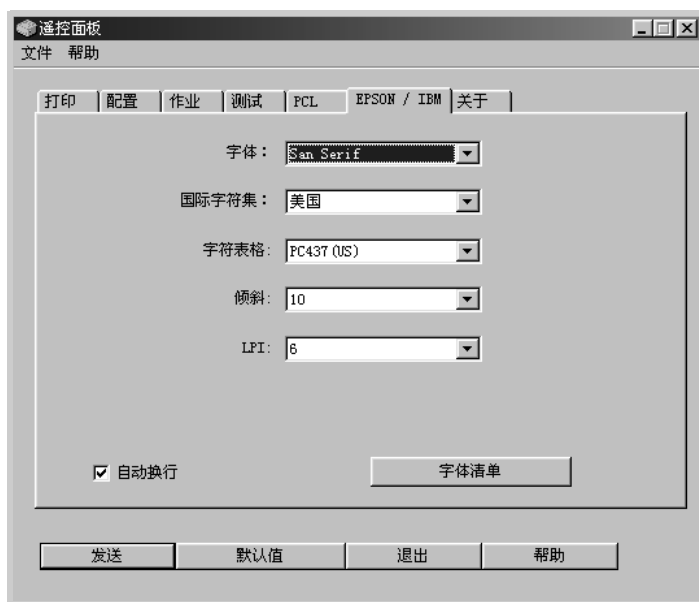 遥控面板
文件 帮助
打印 配置 作业 测试 PCL EPSON / IBM 关于
字体： San Serif
国际字符集： 美国
字符表格: PC437(US)
倾斜: 10
LPI: 6
自动换行 字体清单
发送 默认值 退出 帮助